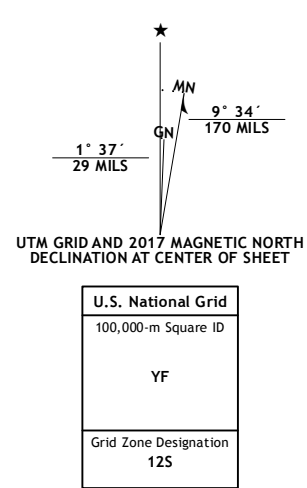 ★
MN
GN
9° 34´
170 MILS
1° 37´
29 MILS
UTM GRID AND 2017 MAGNETIC NORTH
DECLINATION AT CENTER OF SHEET
U.S. National Grid
100,000-m Square ID
YF
Grid Zone Designation
12S